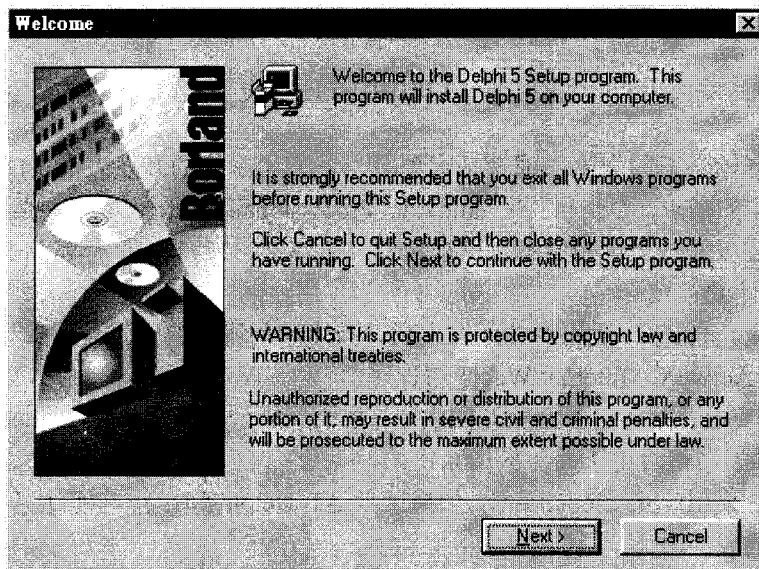 Welcome
Borland
Welcome to the Delphi 5 Setup program. This
program will install Delphi 5 on your computer.
It is strongly recommended that you exit all Windows programs
before running this Setup program.
Click Cancel to quit Setup and then close any programs you
have running. Click Next to continue with the Setup program.
WARNING: This program is protected by copyright law and
international treaties.
Unauthorized reproduction or distribution of this program, or any
portion of it, may result in severe civil and criminal penalties, and
will be prosecuted to the maximum extent possible under law.
Next >
Cancel